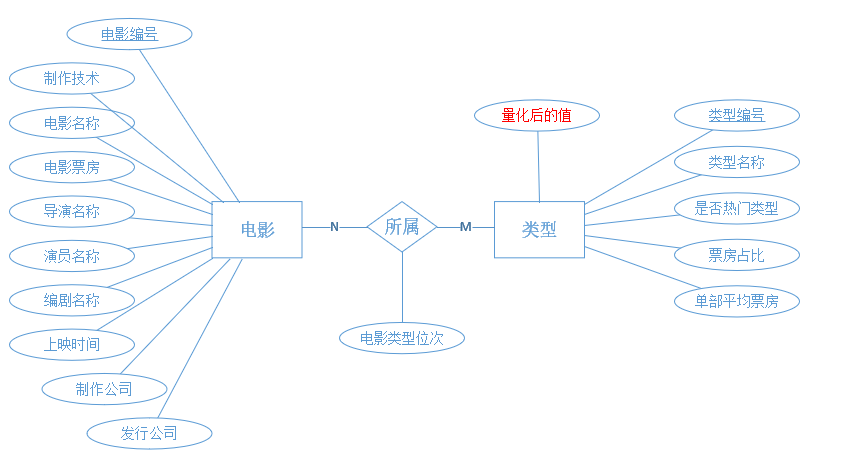 电影编号
制作技术
电影名称
电影票房
导演名称
演员名称
编剧名称
上映时间
制作公司
发行公司
电影
N
所属
M
电影类型位次
类型
量化后的值
类型编号
类型名称
是否热门类型
票房占比
单部平均票房